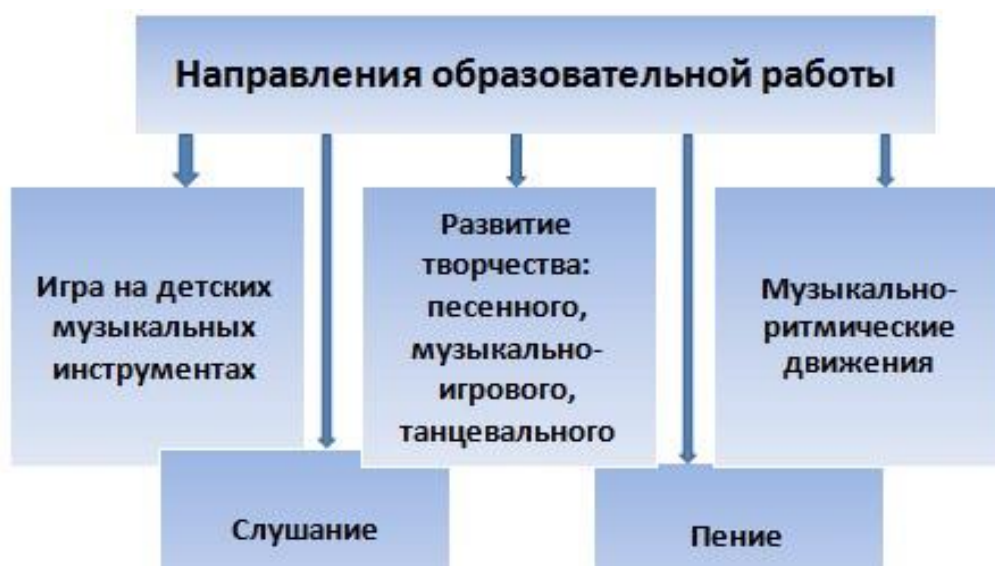 Направления образовательной работы
Игра на детских
музыкальных
инструментах
Развитие
творчества:
песенного,
музыкально-
игрового,
танцевального
Музыкально-
ритмические
движения
Слушание
Пение